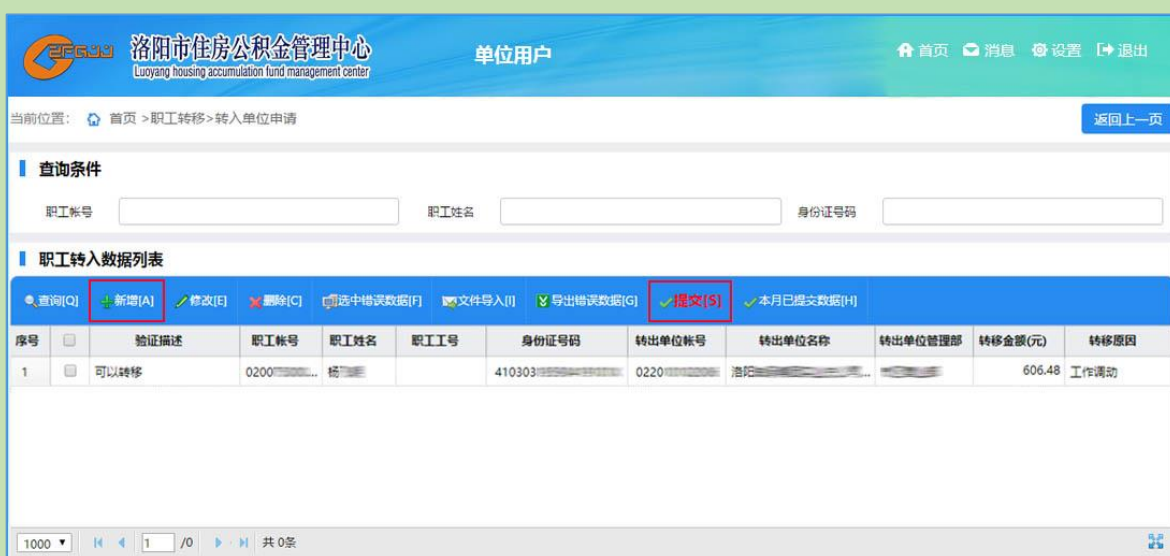 ZFGJJ 洛阳市住房公积金管理中心 单位用户 首页 消息 设置 退出
Luoyang housing accumulation fund management center
当前位置： 首页 >职工转移>转入单位申请 返回上一页
查询条件
职工帐号 职工姓名 身份证号码
职工转入数据列表
查询[Q] 新增[A] 修改[E] 删除[C] 选中错误数据[F] 文件导入[I] 导出错误数据[G] 提交[S] 本月已提交数据[H]
序号 验证描述 职工帐号 职工姓名 职工工号 身份证号码 转出单位帐号 转出单位名称 转出单位管理部 转移金额(元) 转移原因
1 可以转移 0200 ... 杨 410303 0220 洛阳 ... 606.48 工作调动
1000 1 /0 共 0条